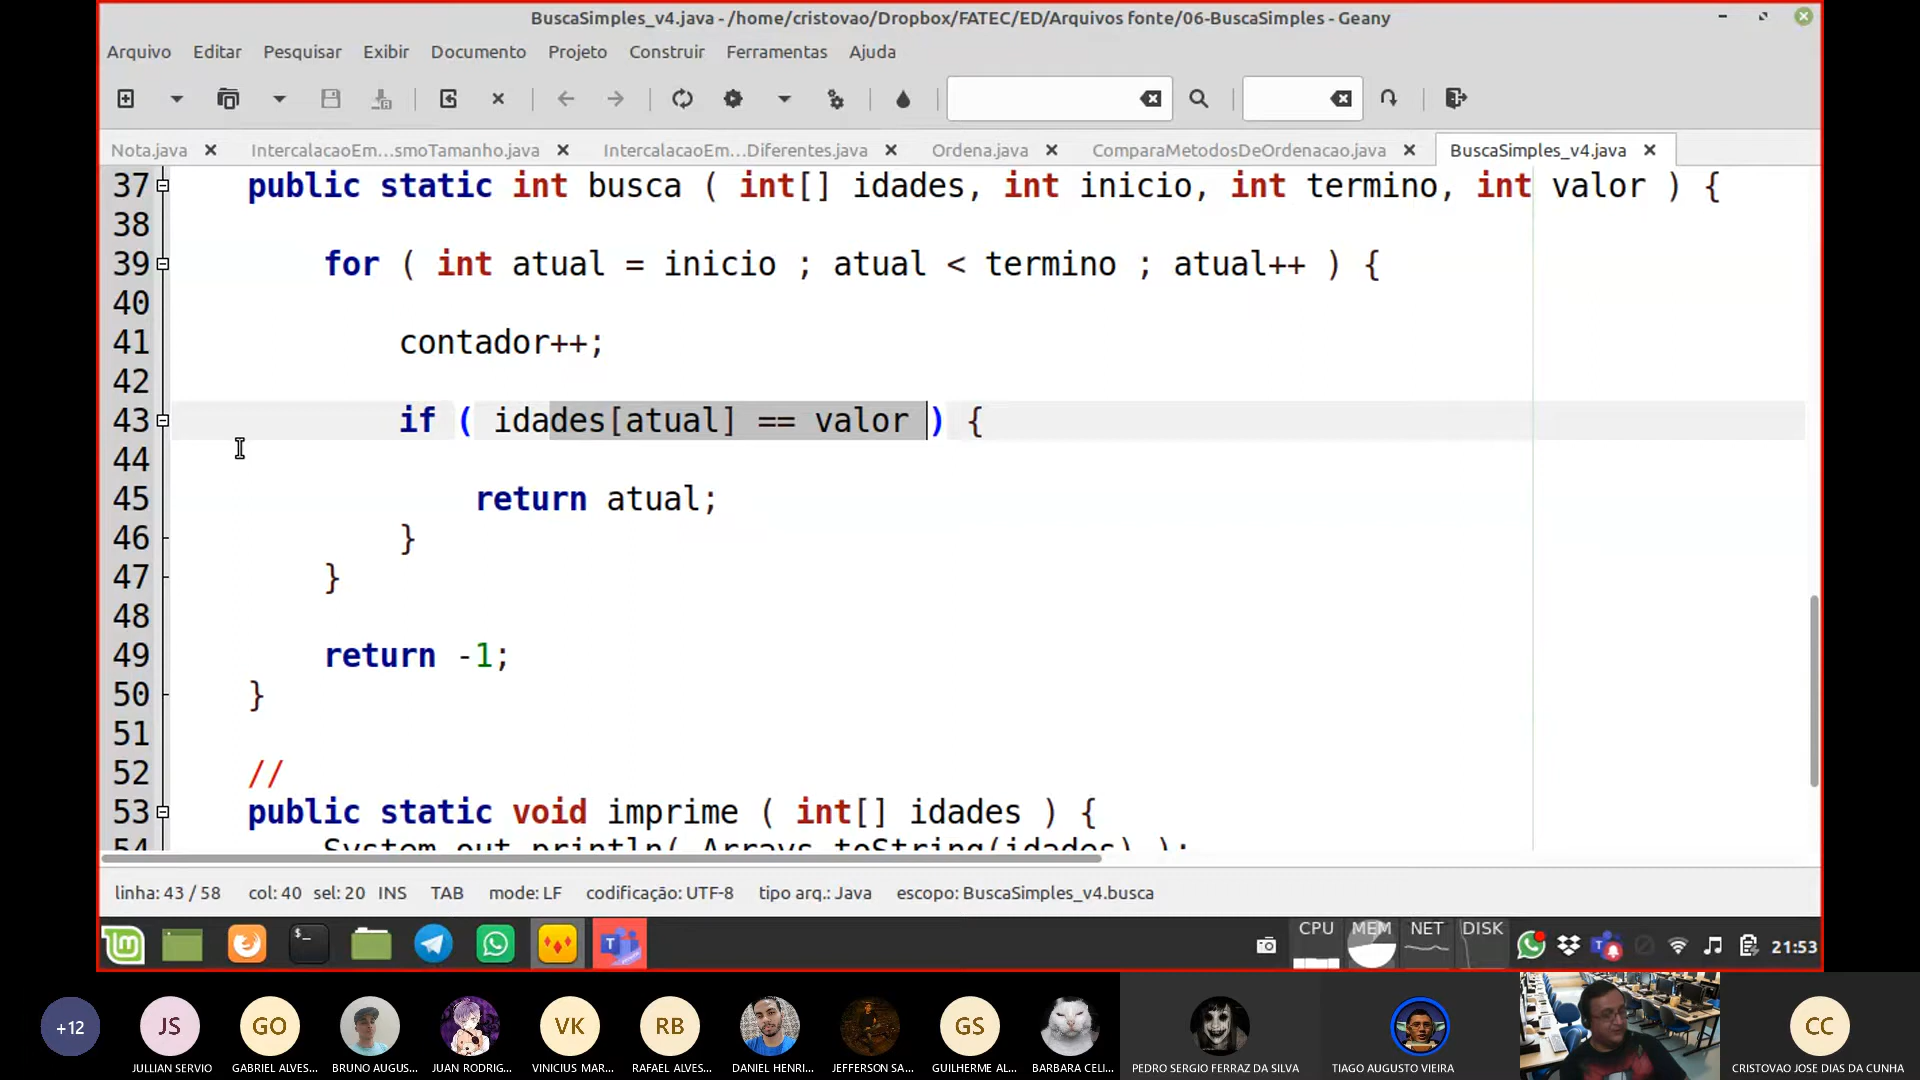 BuscaSimples_v4.java - /home/cristovao/Dropbox/FATEC/ED/Arquivos fonte/06-BuscaSimples - Geany
Arquivo Editar Pesquisar Exibir Documento Projeto Construir Ferramentas Ajuda
Nota.java IntercalacaoEm...smoTamanho.java IntercalacaoEm...Diferentes.java Ordena.java ComparaMetodosDeOrdenacao.java BuscaSimples_v4.java
37 public static int busca ( int[] idades, int inicio, int termino, int valor ) {
38
39 for ( int atual = inicio ; atual < termino ; atual++ ) {
40
41 contador++;
42
43 if ( idades[atual] == valor ) {
44
45 return atual;
46 }
47 }
48
49 return -1;
50 }
51
52 //
53 public static void imprime ( int[] idades ) {
54 System.out.println( Arrays.toString(idades) );
linha: 43 / 58 col: 40 sel: 20 INS TAB mode: LF codificação: UTF-8 tipo arq.: Java escopo: BuscaSimples_v4.busca
CPU MEM NET DISK 21:53
+12 JS GO VK RB GS CC
JULLIAN SERVIO GABRIEL ALVES... BRUNO AUGUS... JUAN RODRIG... VINICIUS MAR... RAFAEL ALVES... DANIEL HENRI... JEFFERSON SA... GUILHERME AL... BARBARA CELI... PEDRO SERGIO FERRAZ DA SILVA TIAGO AUGUSTO VIEIRA CRISTOVAO JOSE DIAS DA CUNHA